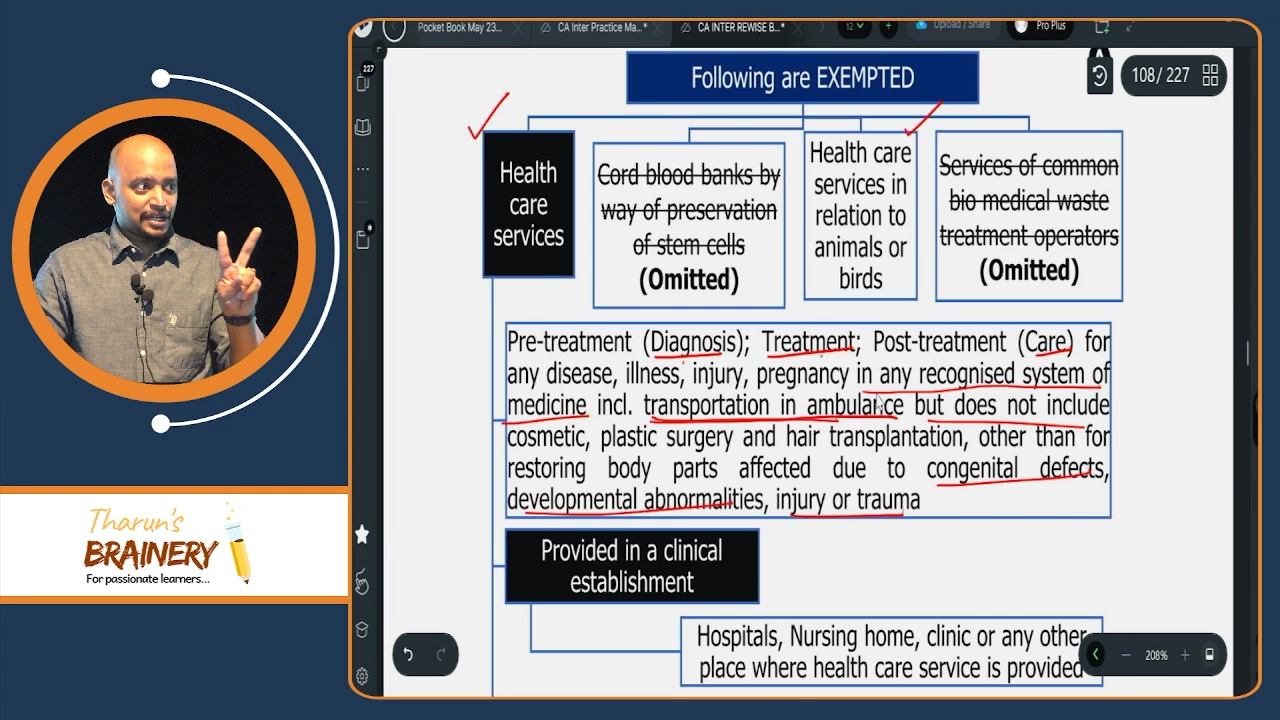 Pocket Book May 23...
CA Inter Practice Ma...*
CA INTER REWISE B...*
12
Upload / Share
Pro Plus
227
Following are EXEMPTED
108/ 227
Health
care
services
Cord blood banks by
way of preservation
of stem cells
(Omitted)
Health care
services in
relation to
animals or
birds
Services of common
bio medical waste
treatment operators
(Omitted)
Pre-treatment (Diagnosis); Treatment; Post-treatment (Care) for
any disease, illness, injury, pregnancy in any recognised system of
medicine incl. transportation in ambulance but does not include
cosmetic, plastic surgery and hair transplantation, other than for
restoring body parts affected due to congenital defects,
developmental abnormalities, injury or trauma
Provided in a clinical
establishment
Hospitals, Nursing home, clinic or any other
place where health care service is provided
208%
Tharun's
BRAINERY
For passionate learners...